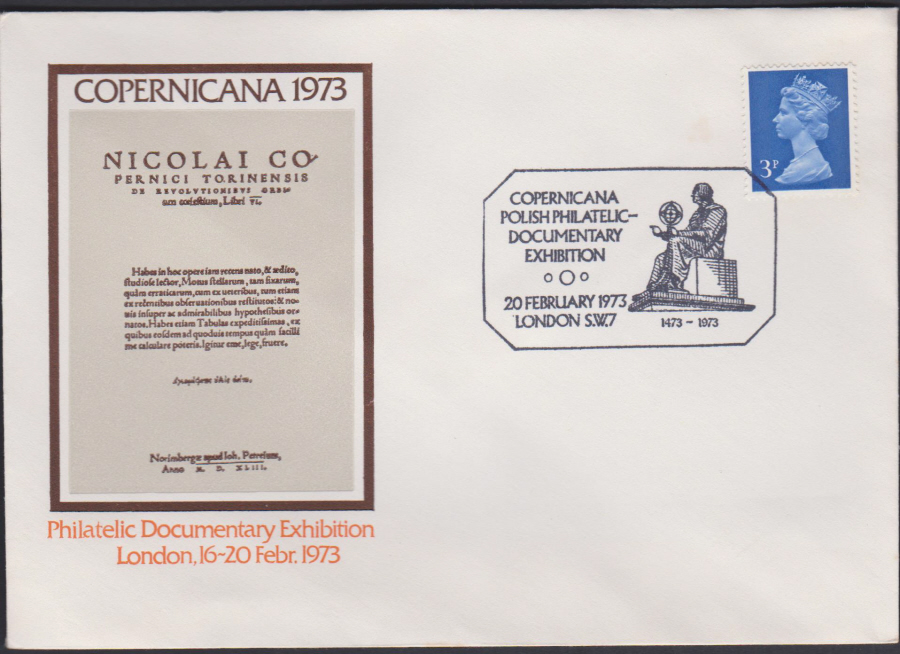 COPERNICANA 1973
NICOLAI CO-
PERNICI TORINENSIS
DE REVOLUTIONIBUS ORBI-
um cœlestium, Libri VI.
Habes in hoc opere iam recens nato, & ædito,
studiose lector, Motus stellarum, tam fixarum,
quàm erraticarum, cum ex ueteribus, tum etiam
ex recentibus obseruationibus restitutos: & no-
uis insuper ac admirabilibus hypothesibus or-
natos. Habes etiam Tabulas expeditissimas, ex
quibus eosdem ad quoduis tempus quàm facilli
me calculare poteris. Igitur eme, lege, fruere.
Norimbergæ apud Ioh. Petreium,
Anno M. D. XLIII.
Philatelic Documentary Exhibition
London, 16-20 Febr. 1973
COPERNICANA
POLISH PHILATELIC-
DOCUMENTARY
EXHIBITION
20 FEBRUARY 1973
LONDON S.W.7
1473 - 1973
3P